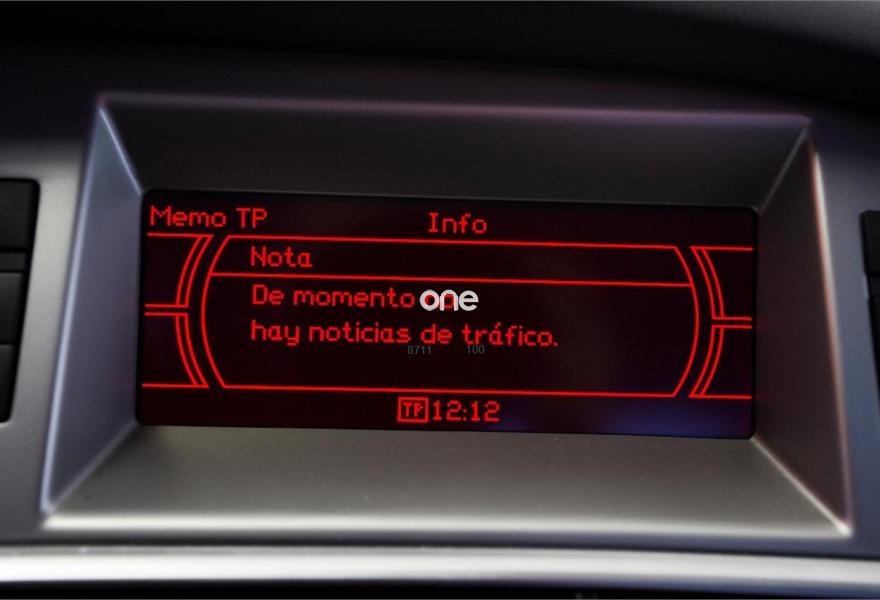 Memo TP
Info
Nota
De momento
one
hay noticias de tráfico.
8711 100
TP 12:12